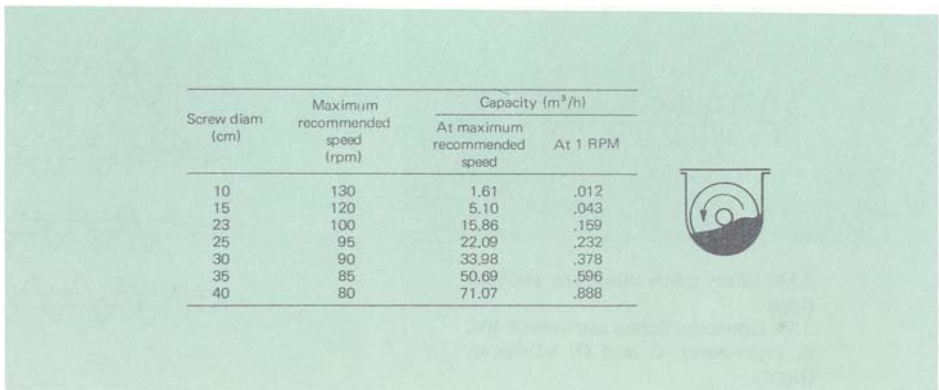 Screw diam (cm) Maximum recommended speed (rpm) Capacity (m³/h)
At maximum recommended speed At 1 RPM
10 130 1.61 .012
15 120 5.10 .043
23 100 15.86 .159
25 95 22.09 .232
30 90 33.98 .378
35 85 50.69 .596
40 80 71.07 .888